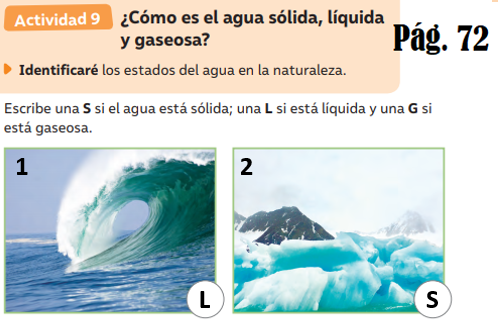 Actividad 9
¿Cómo es el agua sólida, líquida
y gaseosa?
Pág. 72
Identificaré los estados del agua en la naturaleza.
Escribe una S si el agua está sólida; una L si está líquida y una G si
está gaseosa.
1
2
L
S